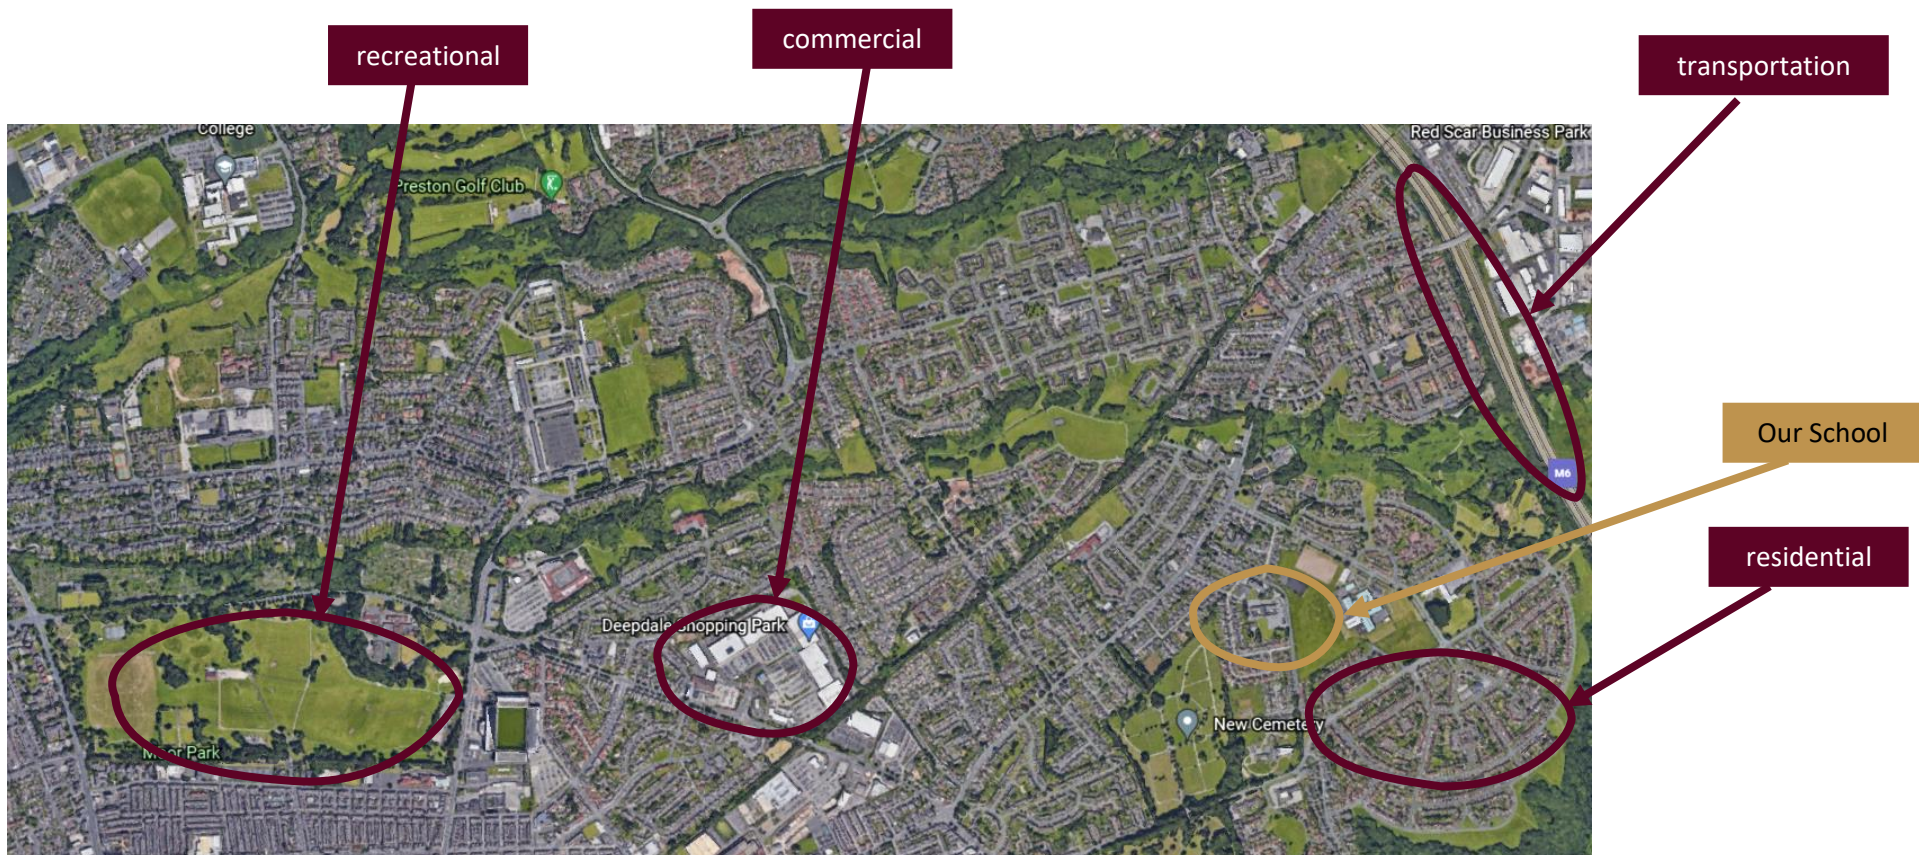 recreational
commercial
transportation
College
Red Scar Business Park
Preston Golf Club
Our School
M6
residential
Deepdale Shopping Park
New Cemetery
Moor Park